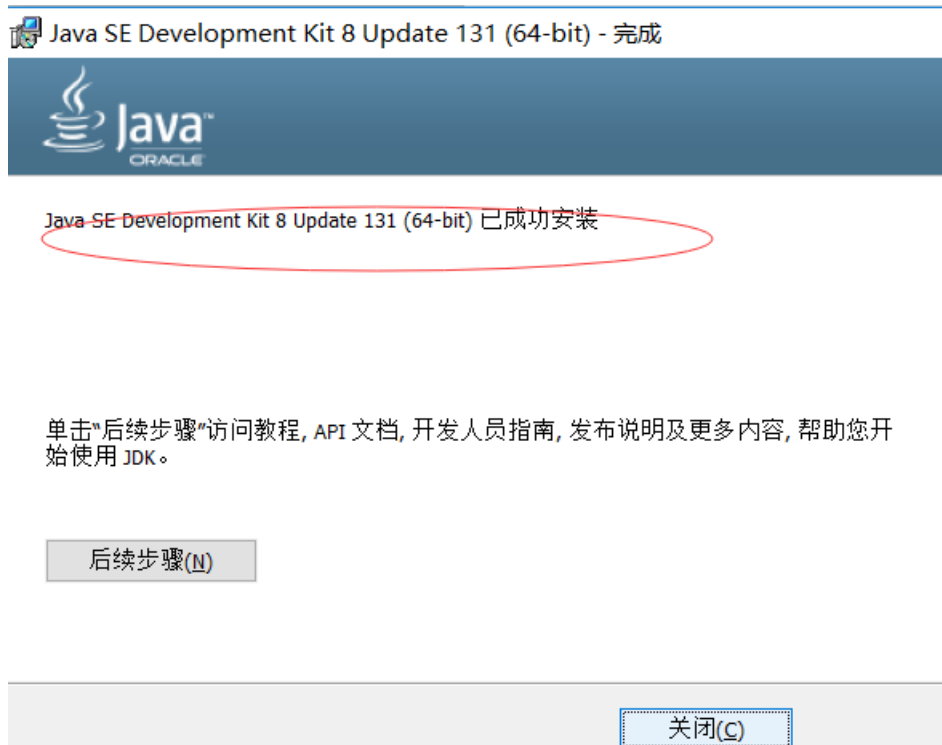 Java SE Development Kit 8 Update 131 (64-bit) - 完成
Java™
ORACLE
Java SE Development Kit 8 Update 131 (64-bit) 已成功安装
单击“后续步骤”访问教程, API 文档, 开发人员指南, 发布说明及更多内容, 帮助您开
始使用 JDK。
后续步骤(N)
关闭(C)